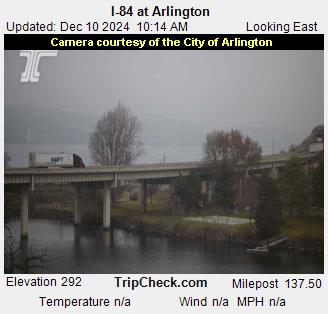 I-84 at Arlington
Updated: Dec 10 2024 10:14 AM Looking East
Camera courtesy of the City of Arlington
Elevation 292 TripCheck.com Milepost 137.50
Temperature n/a Wind n/a MPH n/a